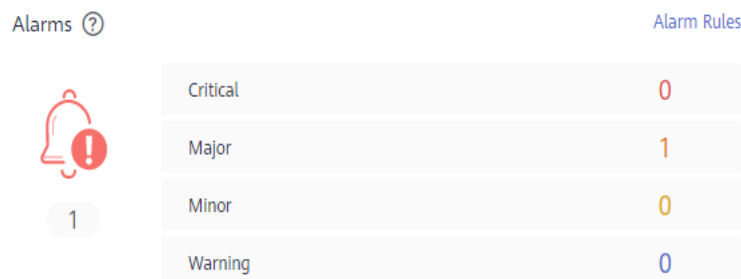 Alarms ?
Alarm Rules
Critical 0
Major 1
Minor 0
Warning 0
!
1